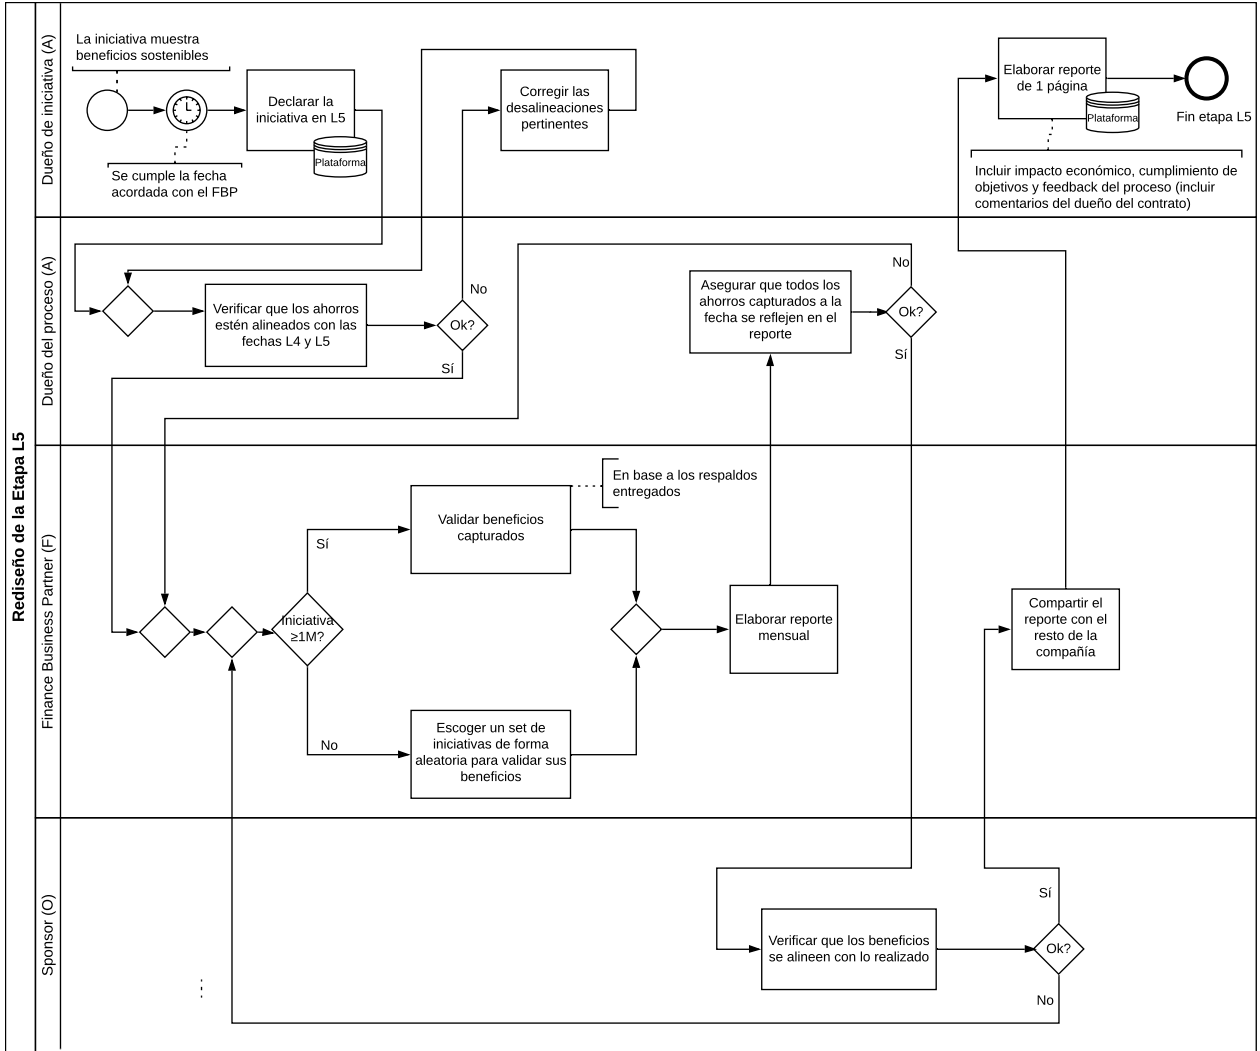 Rediseño de la Etapa L5
Dueño de iniciativa (A)
La iniciativa muestra
beneficios sostenibles
Se cumple la fecha
acordada con el FBP
Declarar la
iniciativa en L5
Plataforma
Corregir las
desalineaciones
pertinentes
Elaborar reporte
de 1 página
Plataforma
Fin etapa L5
Incluir impacto económico, cumplimiento de
objetivos y feedback del proceso (incluir
comentarios del dueño del contrato)
Dueño del proceso (A)
Verificar que los ahorros
estén alineados con las
fechas L4 y L5
Ok?
No
Sí
Asegurar que todos los
ahorros capturados a la
fecha se reflejen en el
reporte
Ok?
No
Sí
Finance Business Partner (F)
Iniciativa
≥1M?
Sí
No
Validar beneficios
capturados
En base a los respaldos
entregados
Escoger un set de
iniciativas de forma
aleatoria para validar sus
beneficios
Elaborar reporte
mensual
Compartir el
reporte con el
resto de la
compañía
Sponsor (O)
Verificar que los beneficios
se alineen con lo realizado
Ok?
Sí
No